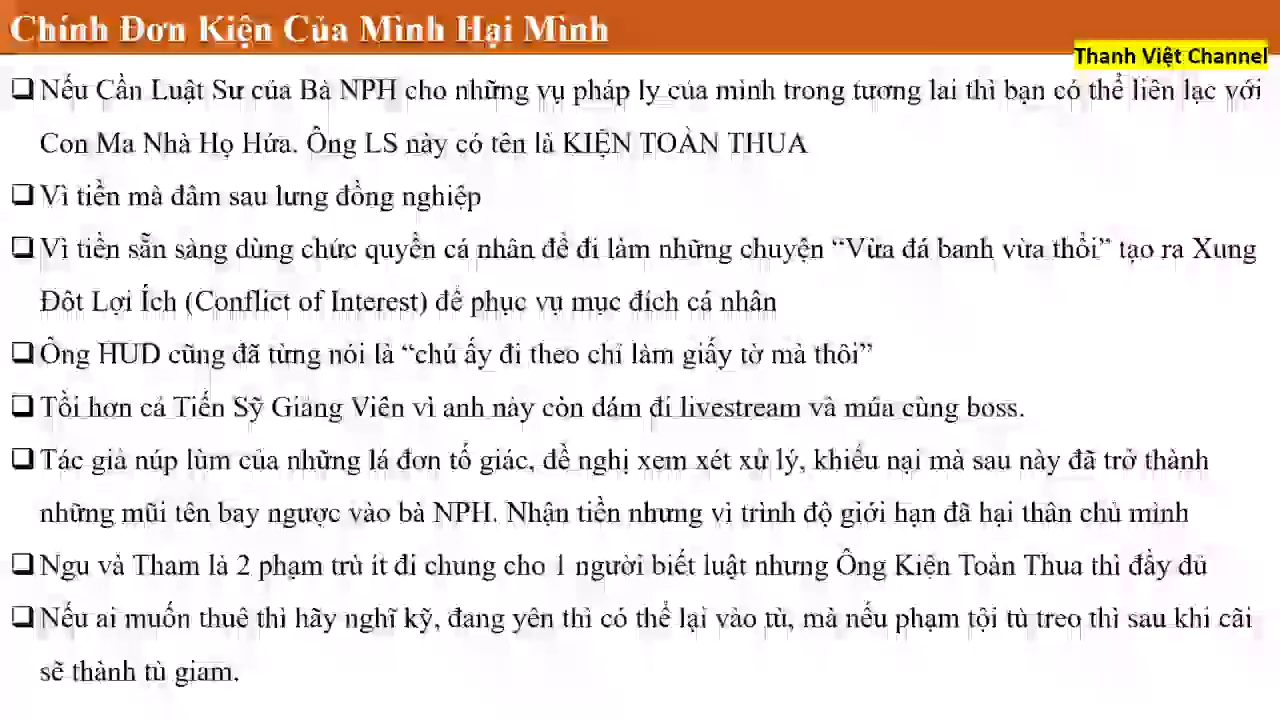 Chính Đơn Kiện Của Mình Hại Mình
Thanh Việt Channel
❑ Nếu Cần Luật Sư của Bà NPH cho những vụ pháp lý của mình trong tương lai thì bạn có thể liên lạc với
Con Ma Nhà Họ Hứa. Ông LS này có tên là KIỆN TOÀN THUA
❑ Vì tiền mà đâm sau lưng đồng nghiệp
❑ Vì tiền sẵn sàng dùng chức quyền cá nhân để đi làm những chuyện “Vừa đá banh vừa thổi” tạo ra Xung
Đôt Lợi Ích (Conflict of Interest) để phục vụ mục đích cá nhân
❑ Ông HUD cũng đã từng nói là “chú ấy đi theo chỉ làm giấy tờ mà thôi”
❑ Tồi hơn cả Tiến Sỹ Giảng Viên vì anh này còn dám đi livestream và múa cùng boss.
❑ Tác giả núp lùm của những lá đơn tố giác, đề nghị xem xét xử lý, khiếu nại mà sau này đã trở thành
những mũi tên bay ngược vào bà NPH. Nhận tiền nhưng vì trình độ giới hạn đã hại thân chủ mình
❑ Ngu và Tham là 2 phạm trù ít đi chung cho 1 người biết luật nhưng Ông Kiện Toàn Thua thì đầy đủ
❑ Nếu ai muốn thuê thì hãy nghĩ kỹ, đang yên thì có thể lại vào tù, mà nếu phạm tội tù treo thì sau khi cãi
sẽ thành tù giam.